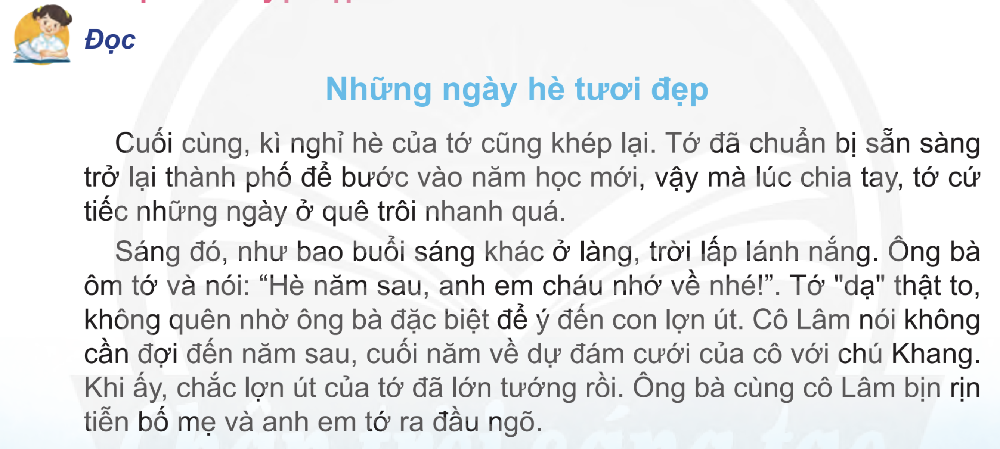 Đọc
Những ngày hè tươi đẹp
Cuối cùng, kì nghỉ hè của tớ cũng khép lại. Tớ đã chuẩn bị sẵn sàng
trở lại thành phố để bước vào năm học mới, vậy mà lúc chia tay, tớ cứ
tiếc những ngày ở quê trôi nhanh quá.
Sáng đó, như bao buổi sáng khác ở làng, trời lấp lánh nắng. Ông bà
ôm tớ và nói: “Hè năm sau, anh em cháu nhớ về nhé!”. Tớ "dạ" thật to,
không quên nhờ ông bà đặc biệt để ý đến con lợn út. Cô Lâm nói không
cần đợi đến năm sau, cuối năm về dự đám cưới của cô với chú Khang.
Khi ấy, chắc lợn út của tớ đã lớn tướng rồi. Ông bà cùng cô Lâm bịn rịn
tiễn bố mẹ và anh em tớ ra đầu ngõ.
Chân trời sáng tạo